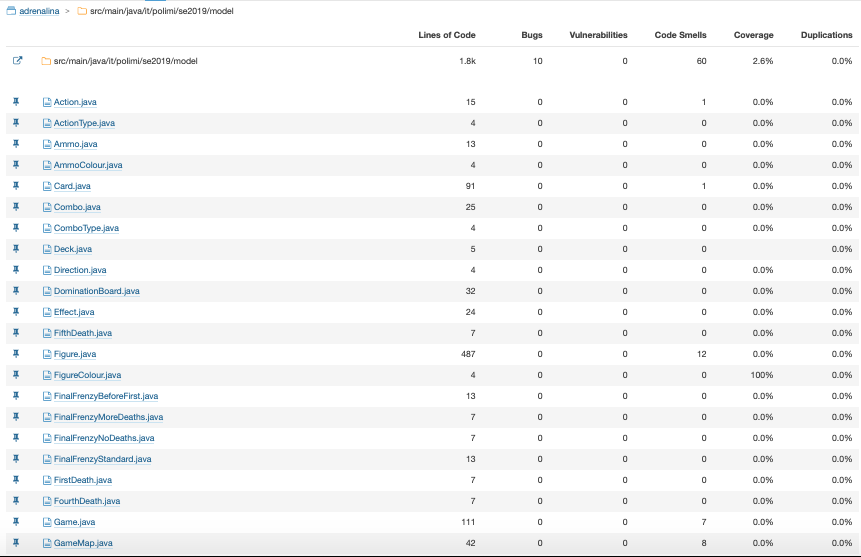 adrenalina > src/main/java/it/polimi/se2019/model
Lines of Code Bugs Vulnerabilities Code Smells Coverage Duplications
src/main/java/it/polimi/se2019/model 1.8k 10 0 60 2.6% 0.0%
Action.java 15 0 0 1 0.0% 0.0%
ActionType.java 4 0 0 0 0.0% 0.0%
Ammo.java 13 0 0 0 0.0% 0.0%
AmmoColour.java 4 0 0 0 0.0% 0.0%
Card.java 91 0 0 1 0.0% 0.0%
Combo.java 25 0 0 0 0.0% 0.0%
ComboType.java 4 0 0 0 0.0% 0.0%
Deck.java 5 0 0 0 0.0%
Direction.java 4 0 0 0 0.0% 0.0%
DominationBoard.java 32 0 0 0 0.0% 0.0%
Effect.java 24 0 0 0 0.0% 0.0%
FifthDeath.java 7 0 0 0 0.0% 0.0%
Figure.java 487 0 0 12 0.0% 0.0%
FigureColour.java 4 0 0 0 100% 0.0%
FinalFrenzyBeforeFirst.java 13 0 0 0 0.0% 0.0%
FinalFrenzyMoreDeaths.java 7 0 0 0 0.0% 0.0%
FinalFrenzyNoDeaths.java 7 0 0 0 0.0% 0.0%
FinalFrenzyStandard.java 13 0 0 0 0.0% 0.0%
FirstDeath.java 7 0 0 0 0.0% 0.0%
FourthDeath.java 7 0 0 0 0.0% 0.0%
Game.java 111 0 0 7 0.0% 0.0%
GameMap.java 42 0 0 8 0.0% 0.0%